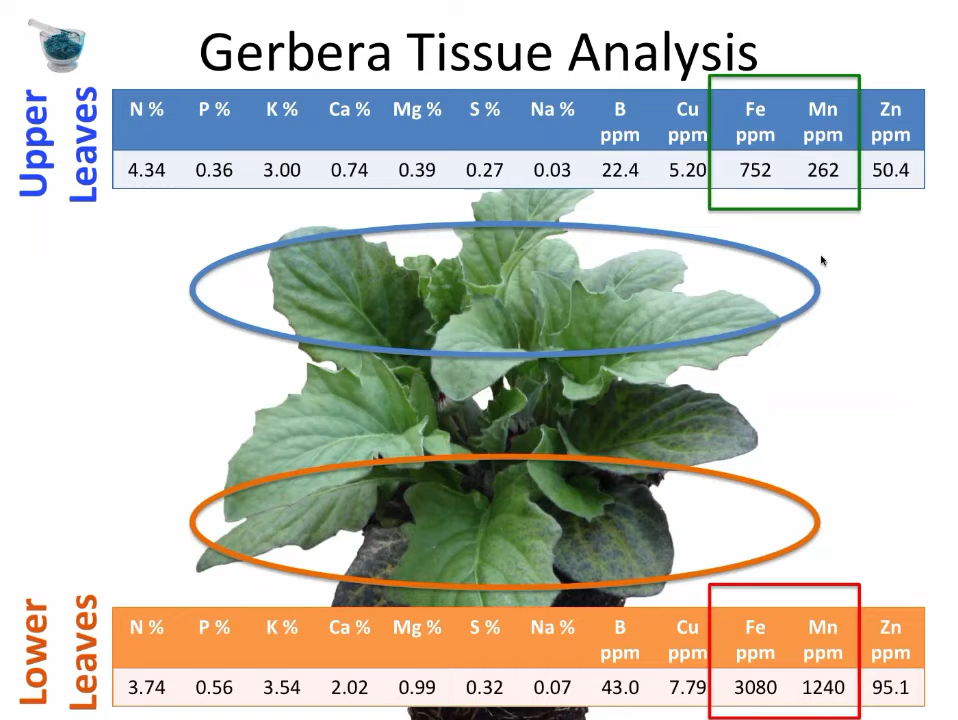 Gerbera Tissue Analysis
Upper
Leaves
N % P % K % Ca % Mg % S % Na % B ppm Cu ppm Fe ppm Mn ppm Zn ppm
4.34 0.36 3.00 0.74 0.39 0.27 0.03 22.4 5.20 752 262 50.4
Lower
Leaves
N % P % K % Ca % Mg % S % Na % B ppm Cu ppm Fe ppm Mn ppm Zn ppm
3.74 0.56 3.54 2.02 0.99 0.32 0.07 43.0 7.79 3080 1240 95.1